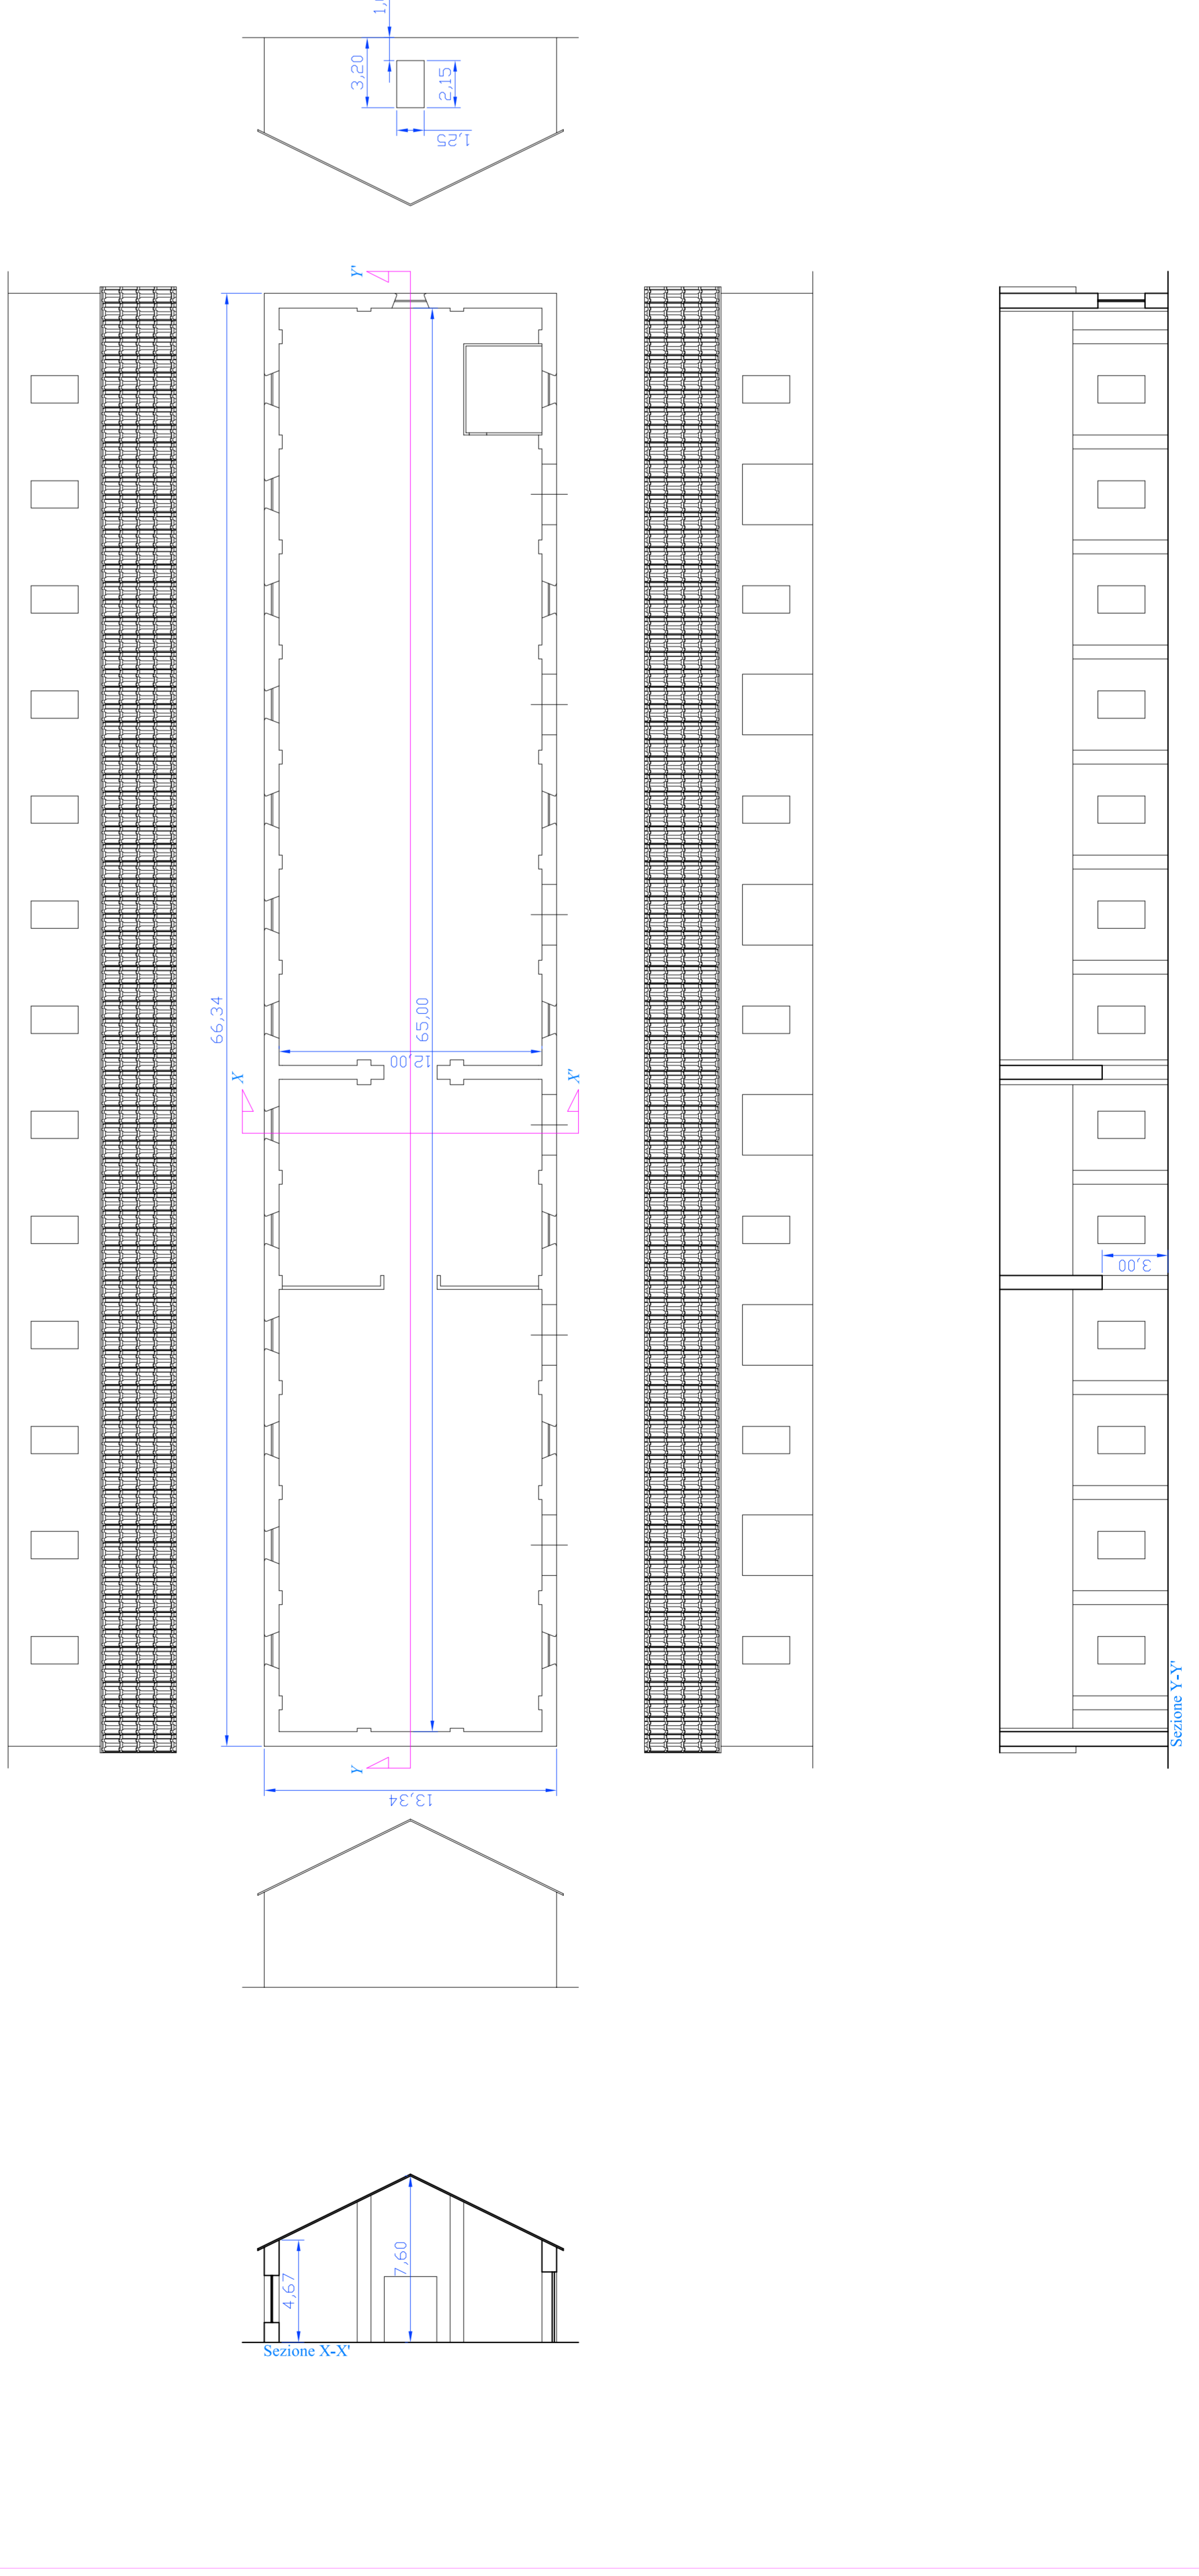 3,20
2,15
1,25
Y'
66,34
65,00
12,00
X
X'
3,00
Y
13,34
Sezione Y-Y'
7,60
4,67
Sezione X-X'